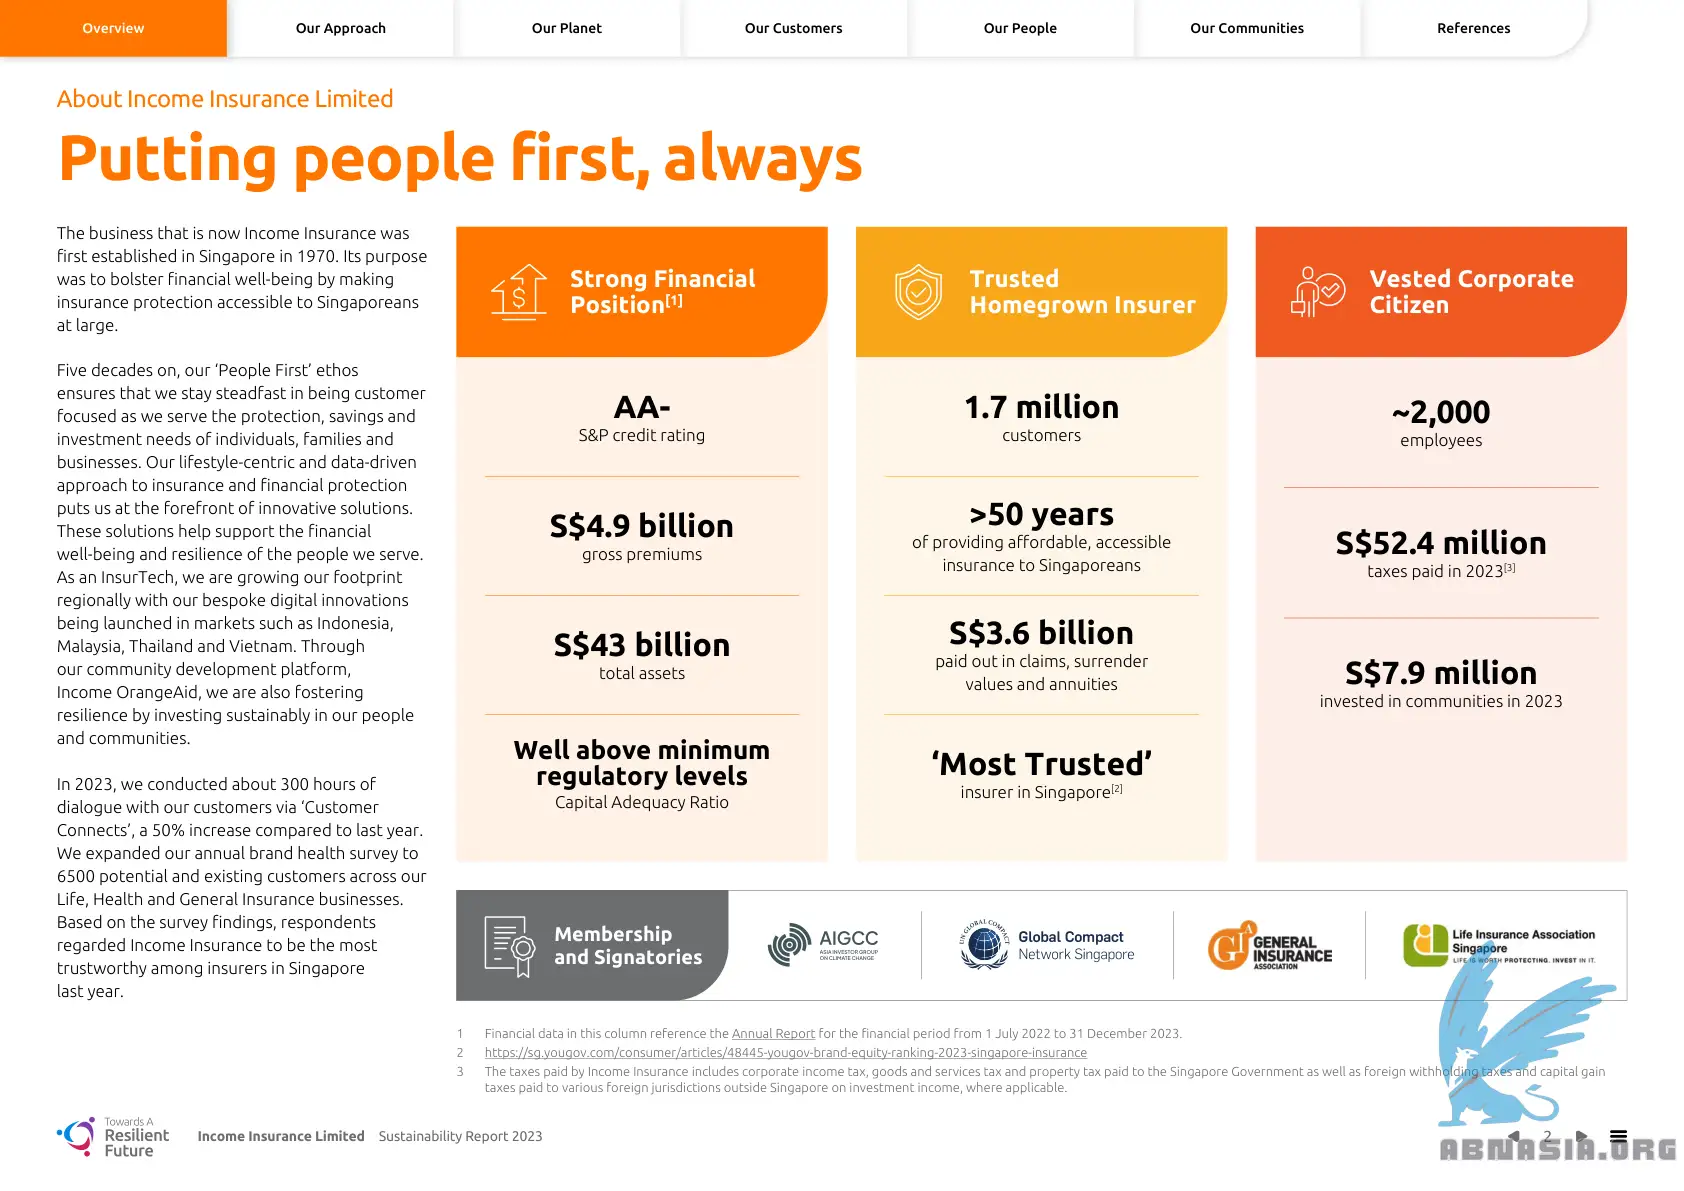 Overview
Our Approach
Our Planet
Our Customers
Our People
Our Communities
References
About Income Insurance Limited
Putting people first, always
The business that is now Income Insurance was
first established in Singapore in 1970. Its purpose
was to bolster financial well-being by making
insurance protection accessible to Singaporeans
at large.
Five decades on, our ‘People First’ ethos
ensures that we stay steadfast in being customer
focused as we serve the protection, savings and
investment needs of individuals, families and
businesses. Our lifestyle-centric and data-driven
approach to insurance and financial protection
puts us at the forefront of innovative solutions.
These solutions help support the financial
well-being and resilience of the people we serve.
As an InsurTech, we are growing our footprint
regionally with our bespoke digital innovations
being launched in markets such as Indonesia,
Malaysia, Thailand and Vietnam. Through
our community development platform,
Income OrangeAid, we are also fostering
resilience by investing sustainably in our people
and communities.
In 2023, we conducted about 300 hours of
dialogue with our customers via ‘Customer
Connects’, a 50% increase compared to last year.
We expanded our annual brand health survey to
6500 potential and existing customers across our
Life, Health and General Insurance businesses.
Based on the survey findings, respondents
regarded Income Insurance to be the most
trustworthy among insurers in Singapore
last year.
Strong Financial
Position[1]
AA-
S&P credit rating
S$4.9 billion
gross premiums
S$43 billion
total assets
Well above minimum
regulatory levels
Capital Adequacy Ratio
Trusted
Homegrown Insurer
1.7 million
customers
>50 years
of providing affordable, accessible
insurance to Singaporeans
S$3.6 billion
paid out in claims, surrender
values and annuities
‘Most Trusted’
insurer in Singapore[2]
Vested Corporate
Citizen
~2,000
employees
S$52.4 million
taxes paid in 2023[3]
S$7.9 million
invested in communities in 2023
Membership
and Signatories
AIGCC
ASIA INVESTOR GROUP
ON CLIMATE CHANGE
UN GLOBAL COMPACT
Global Compact
Network Singapore
GIA
GENERAL
INSURANCE
ASSOCIATION
Life Insurance Association
Singapore
LIFE IS WORTH PROTECTING. INVEST IN IT.
1 Financial data in this column reference the Annual Report for the financial period from 1 July 2022 to 31 December 2023.
2 https://sg.yougov.com/consumer/articles/48445-yougov-brand-equity-ranking-2023-singapore-insurance
3 The taxes paid by Income Insurance includes corporate income tax, goods and services tax and property tax paid to the Singapore Government as well as foreign withholding taxes and capital gain
taxes paid to various foreign jurisdictions outside Singapore on investment income, where applicable.
Towards A
Resilient
Future
Income Insurance Limited Sustainability Report 2023
2
ABNASIA.ORG